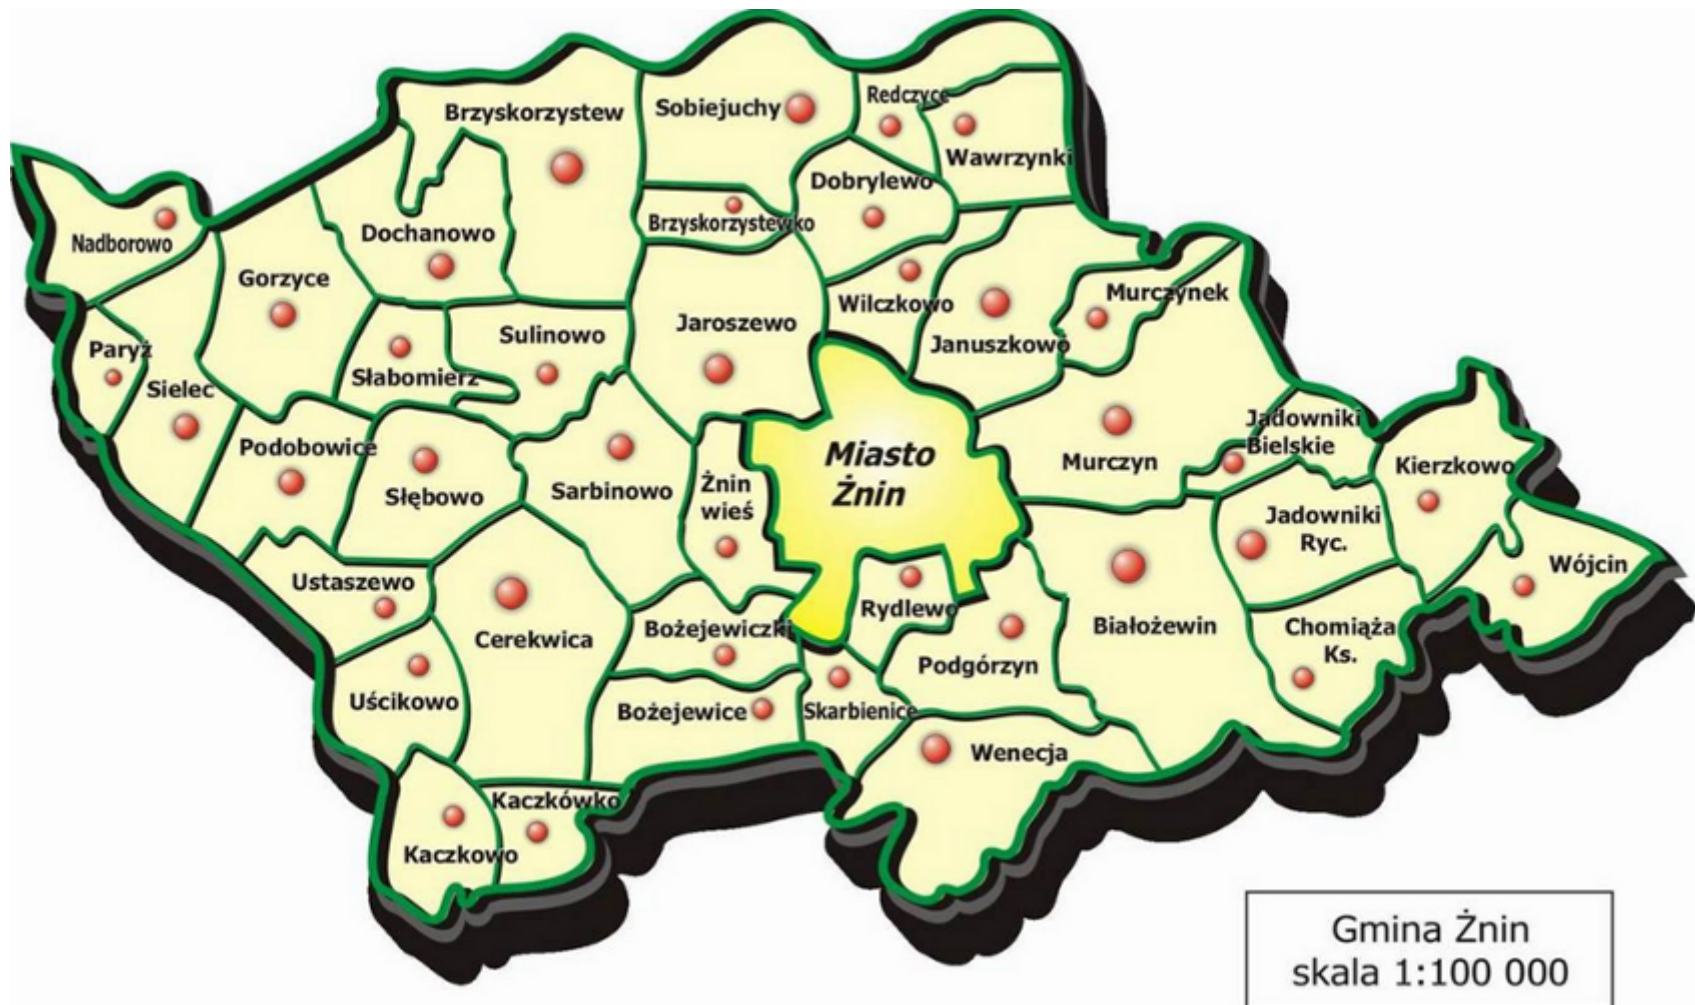 Brzyskorzystew
Sobiejuchy
Redczyce
Wawrzynki
Dobrylewo
Brzyskorzystewko
Nadborowo
Dochanowo
Gorzyce
Wilczkowo
Murczynek
Januszkowo
Jaroszewo
Sulinowo
Paryż
Słabomierz
Sielec
Podobowice
Słębowo
Sarbinowo
Żnin
wieś
Miasto
Żnin
Murczyn
Jadowniki
Bielskie
Kierzkowo
Jadowniki
Ryc.
Wójcin
Ustaszewo
Cerekwica
Bożejewiczki
Rydlewo
Podgórzyn
Białożewin
Chomiąża
Ks.
Uścikowo
Bożejewice
Skarbienice
Wenecja
Kaczkówko
Kaczkowo
Gmina Żnin
skala 1:100 000